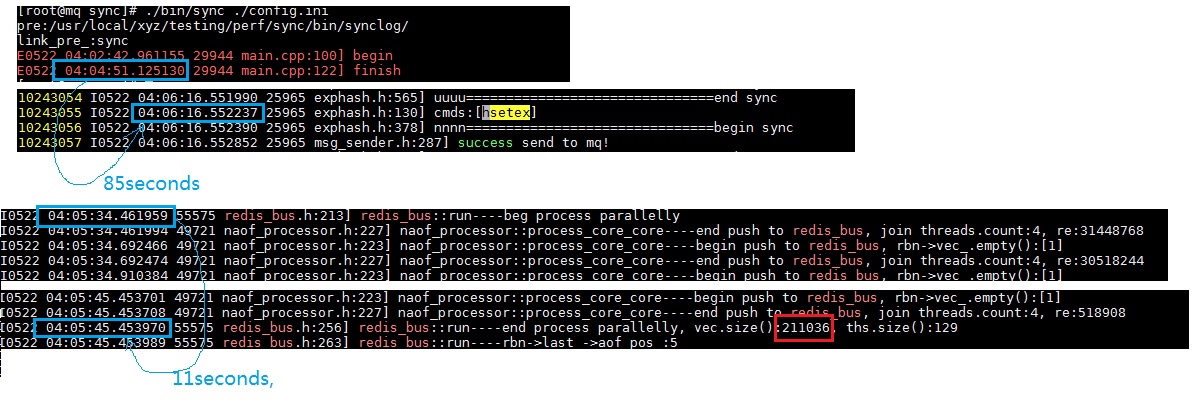 [root@mq sync]# ./bin/sync ./config.ini
pre:/usr/local/xyz/testing/perf/sync/bin/synclog/
link_pre_:sync
E0522 04:02:42.961155 29944 main.cpp:100] begin
E0522 04:04:51.125130 29944 main.cpp:122] finish
10243054 I0522 04:06:16.551990 25965 exphash.h:565] uuuu==============================end sync
10243055 I0522 04:06:16.552237 25965 exphash.h:130] cmds:[hsetex]
10243056 I0522 04:06:16.552390 25965 exphash.h:378] nnnn==============================begin sync
10243057 I0522 04:06:16.552852 25965 msg_sender.h:287] success send to mq!
85seconds
I0522 04:05:34.461959 55575 redis_bus.h:213] redis_bus::run----beg process parallelly
I0522 04:05:34.461994 49721 naof_processor.h:227] naof_processor::process_core_core----end push to redis_bus, join threads.count:4, re:31448768
I0522 04:05:34.692466 49721 naof_processor.h:223] naof_processor::process_core_core----begin push to redis_bus, rbn->vec_.empty():[1]
I0522 04:05:34.692474 49721 naof_processor.h:227] naof_processor::process_core_core----end push to redis_bus, join threads.count:4, re:30518244
I0522 04:05:34.910384 49721 naof_processor.h:223] naof_processor::process_core_core----begin push to redis_bus, rbn->vec_.empty():[1]
I0522 04:05:45.453701 49721 naof_processor.h:223] naof_processor::process_core_core----begin push to redis_bus, rbn->vec_.empty():[1]
I0522 04:05:45.453708 49721 naof_processor.h:227] naof_processor::process_core_core----end push to redis_bus, join threads.count:4, re:518908
I0522 04:05:45.453970 55575 redis_bus.h:256] redis_bus::run----end process parallelly, vec.size():211036, ths.size():129
I0522 04:05:45.453989 55575 redis_bus.h:263] redis_bus::run----rbn->last ->aof pos :5
11seconds,